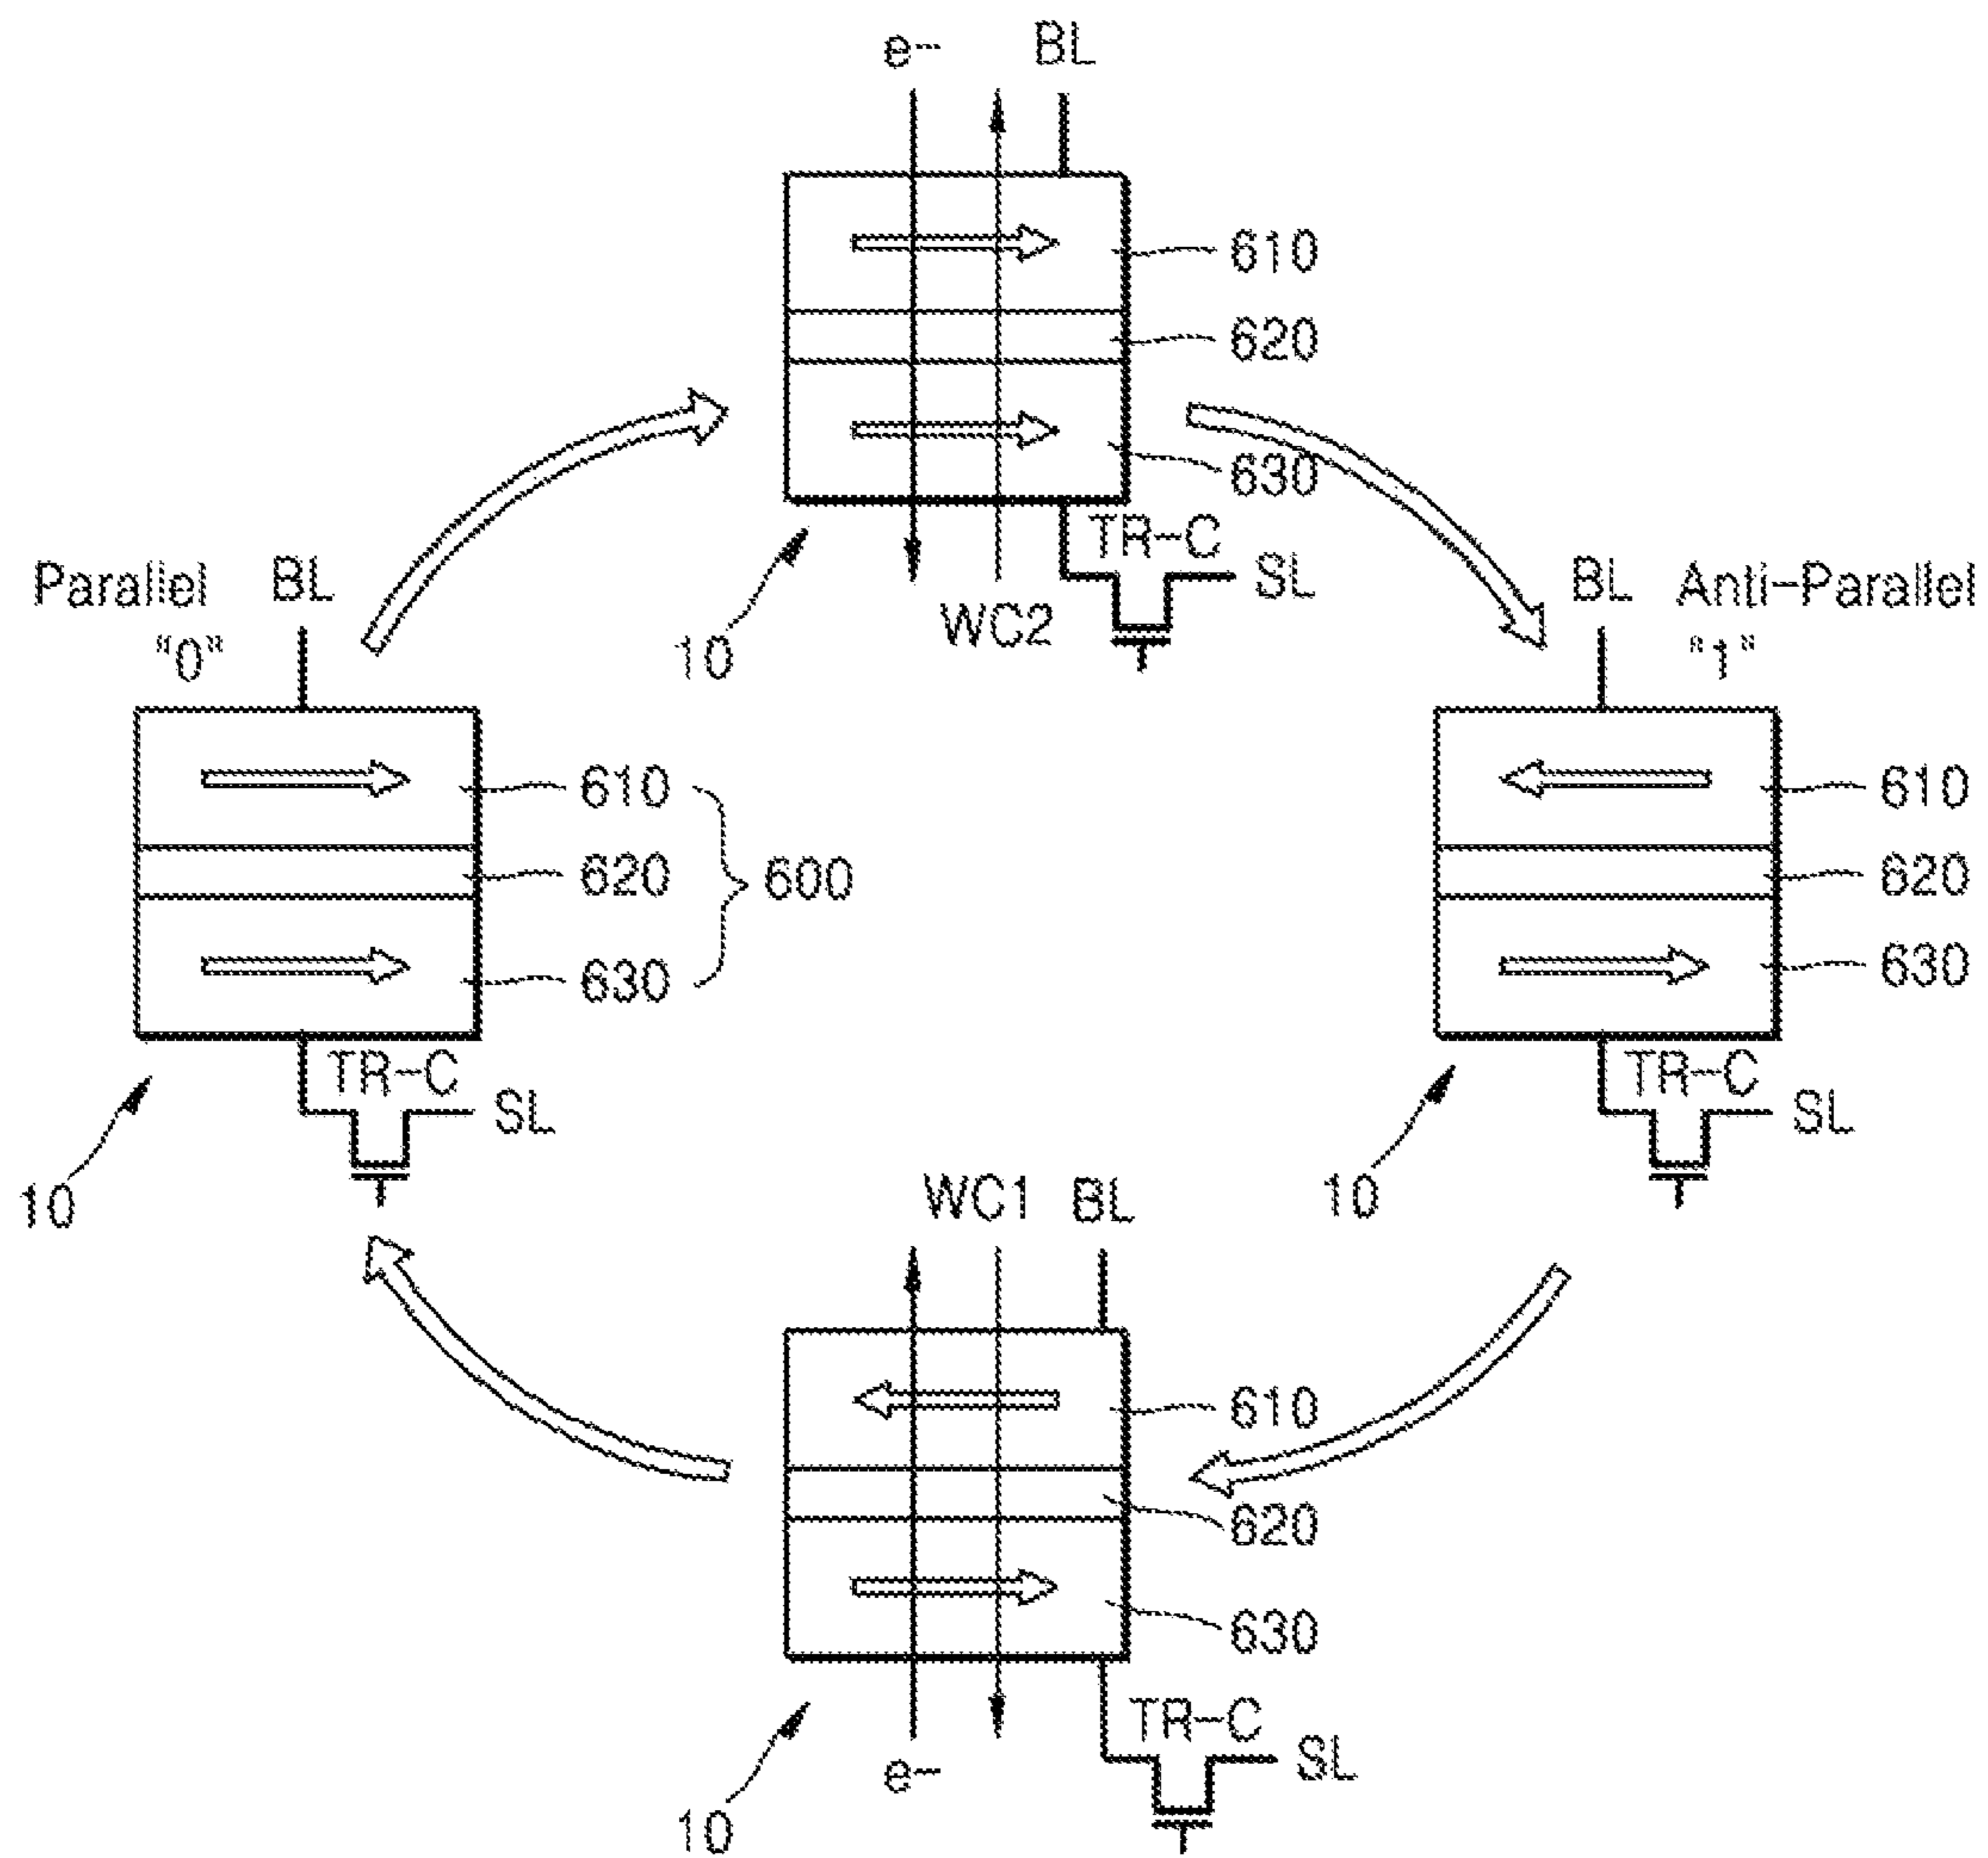 e- BL
610
620
630
TR-C
SL
WC2
10
Parallel BL
"0"
610
620
630
600
TR-C
SL
10
BL Anti-Parallel
"1"
610
620
630
TR-C
SL
10
WC1 BL
610
620
630
TR-C
SL
e-
10